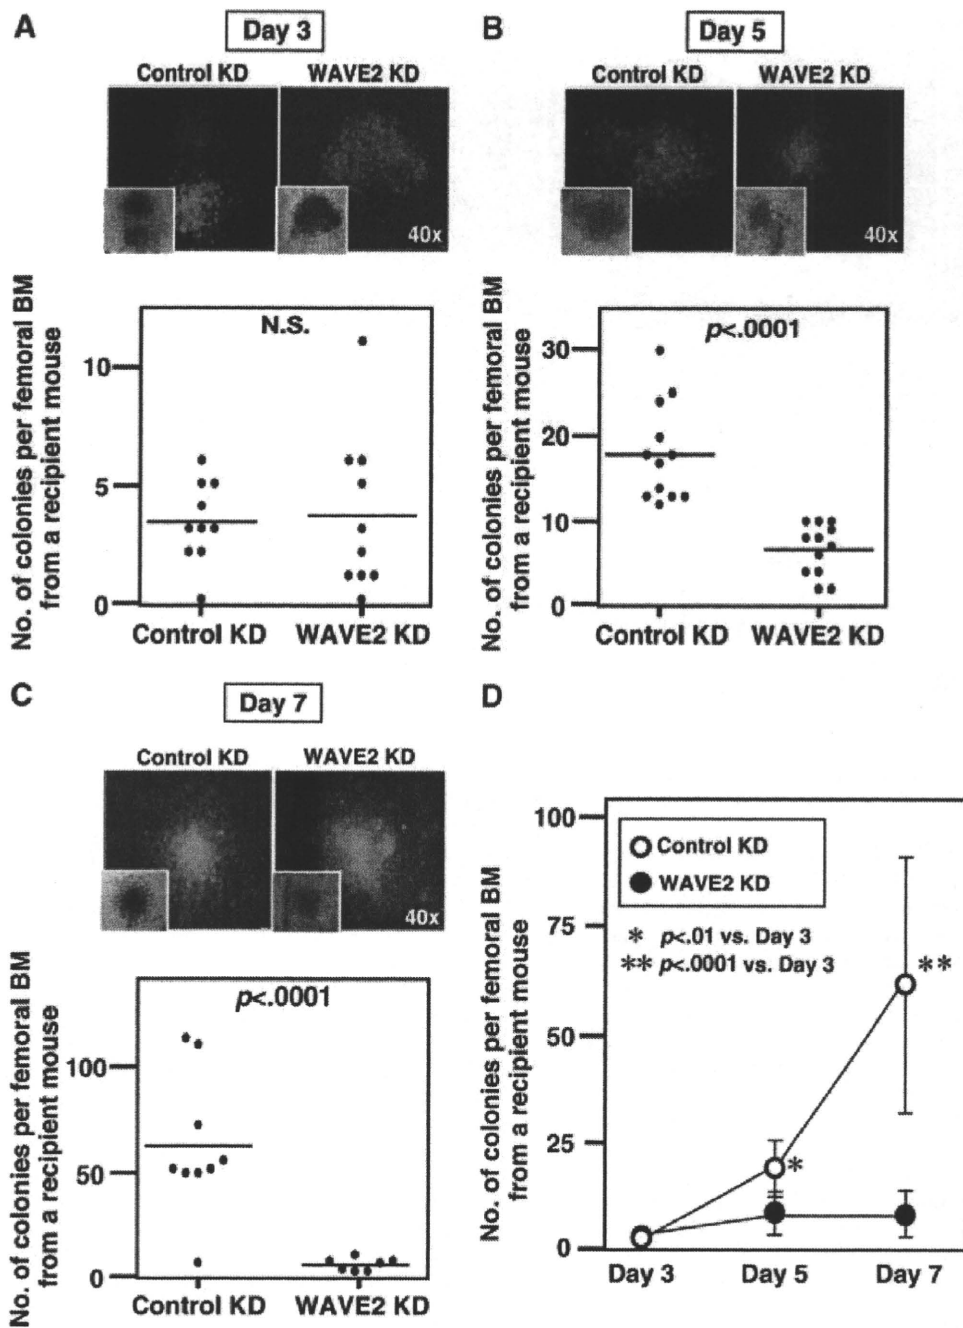 A
Day 3
Control KD
WAVE2 KD
40x
No. of colonies per femoral BM
from a recipient mouse
N.S.
10
5
0
Control KD
WAVE2 KD
B
Day 5
Control KD
WAVE2 KD
40x
No. of colonies per femoral BM
from a recipient mouse
p<.0001
30
20
10
0
Control KD
WAVE2 KD
C
Day 7
Control KD
WAVE2 KD
40x
No. of colonies per femoral BM
from a recipient mouse
p<.0001
100
50
0
Control KD
WAVE2 KD
D
No. of colonies per femoral BM
from a recipient mouse
100
75
50
25
0
Control KD
WAVE2 KD
* p<.01 vs. Day 3
** p<.0001 vs. Day 3
**
*
Day 3
Day 5
Day 7